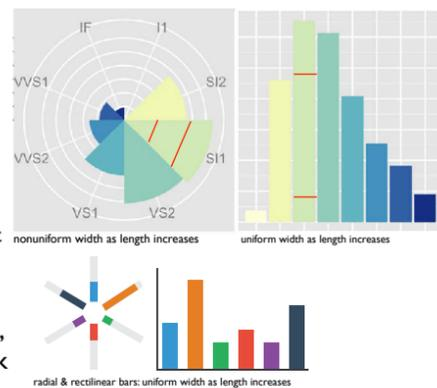 IF I1
VVS1 SI2
VVS2 SI1
VS1 VS2
nonuniform width as length increases
uniform width as length increases
radial & rectilinear bars: uniform width as length increases